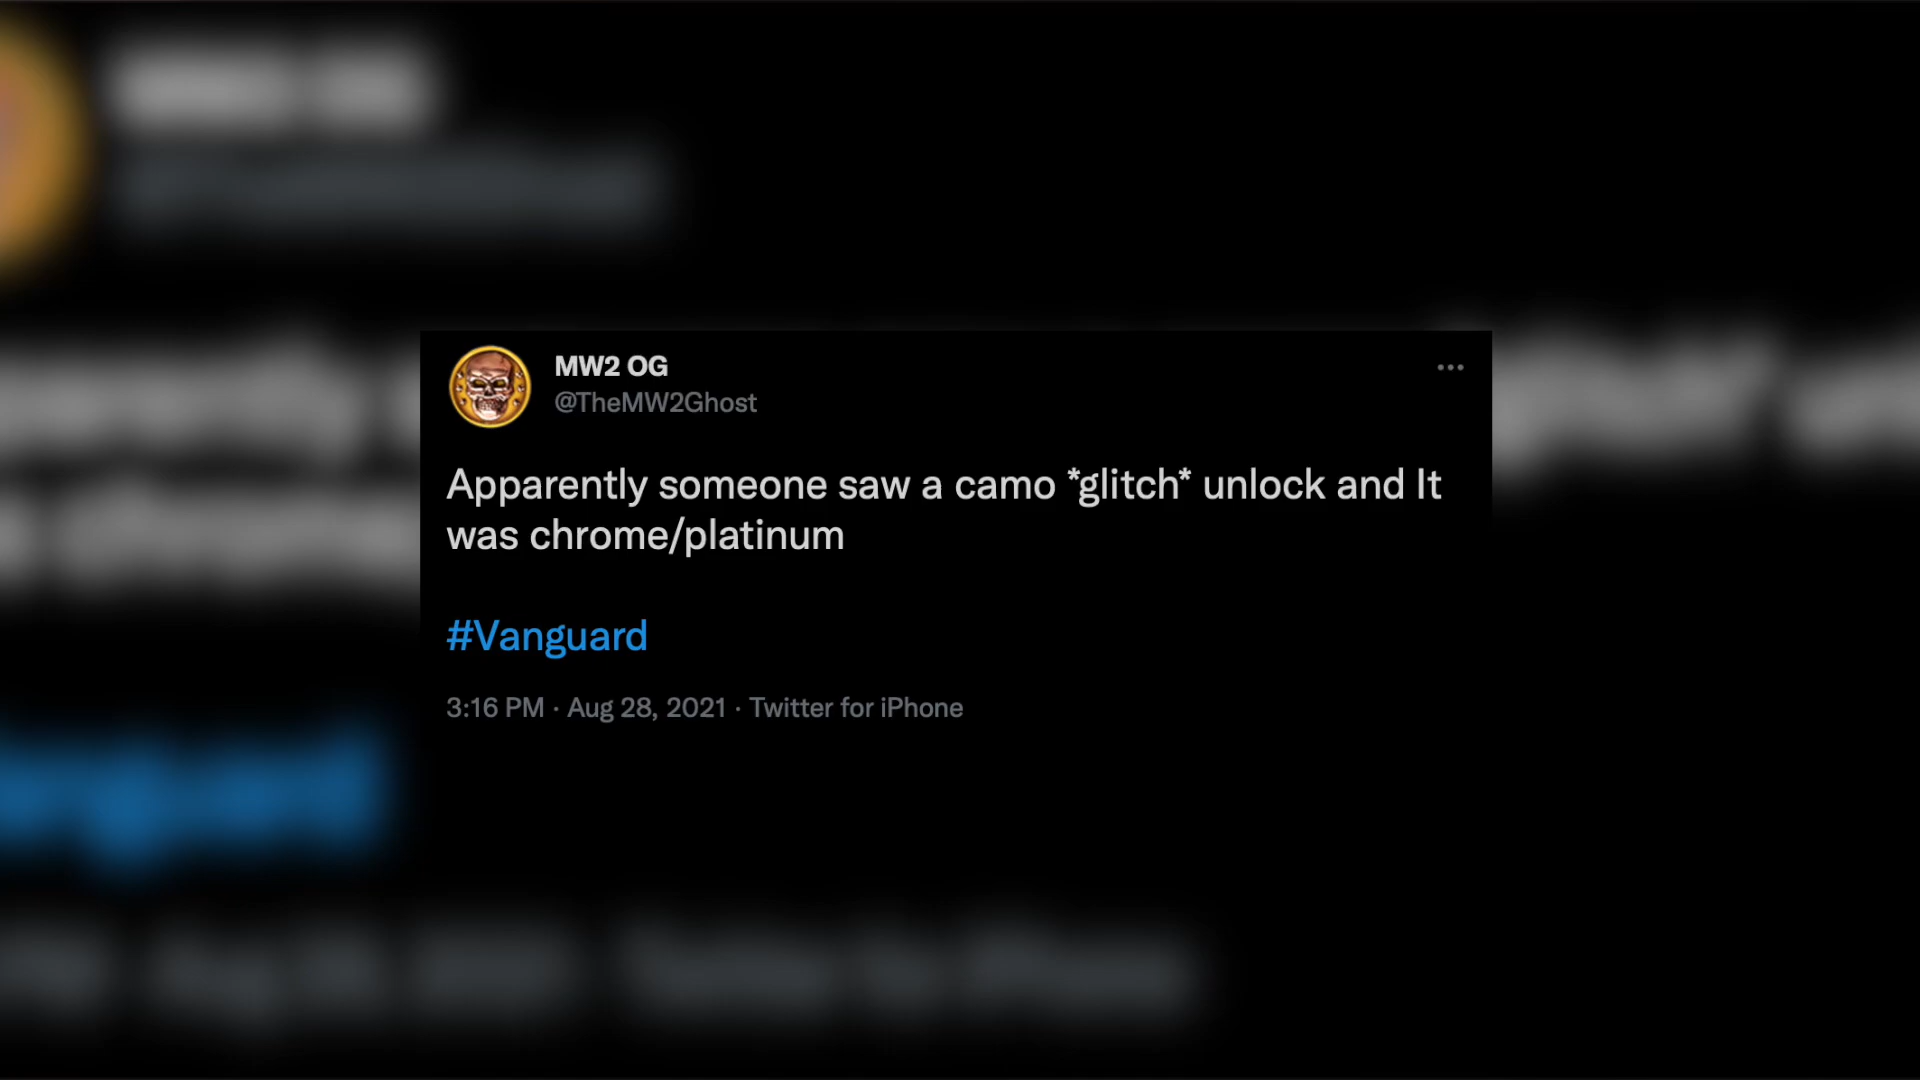 MW2 OG
@TheMW2Ghost
Apparently someone saw a camo *glitch* unlock and It
was chrome/platinum
#Vanguard
3:16 PM · Aug 28, 2021 · Twitter for iPhone